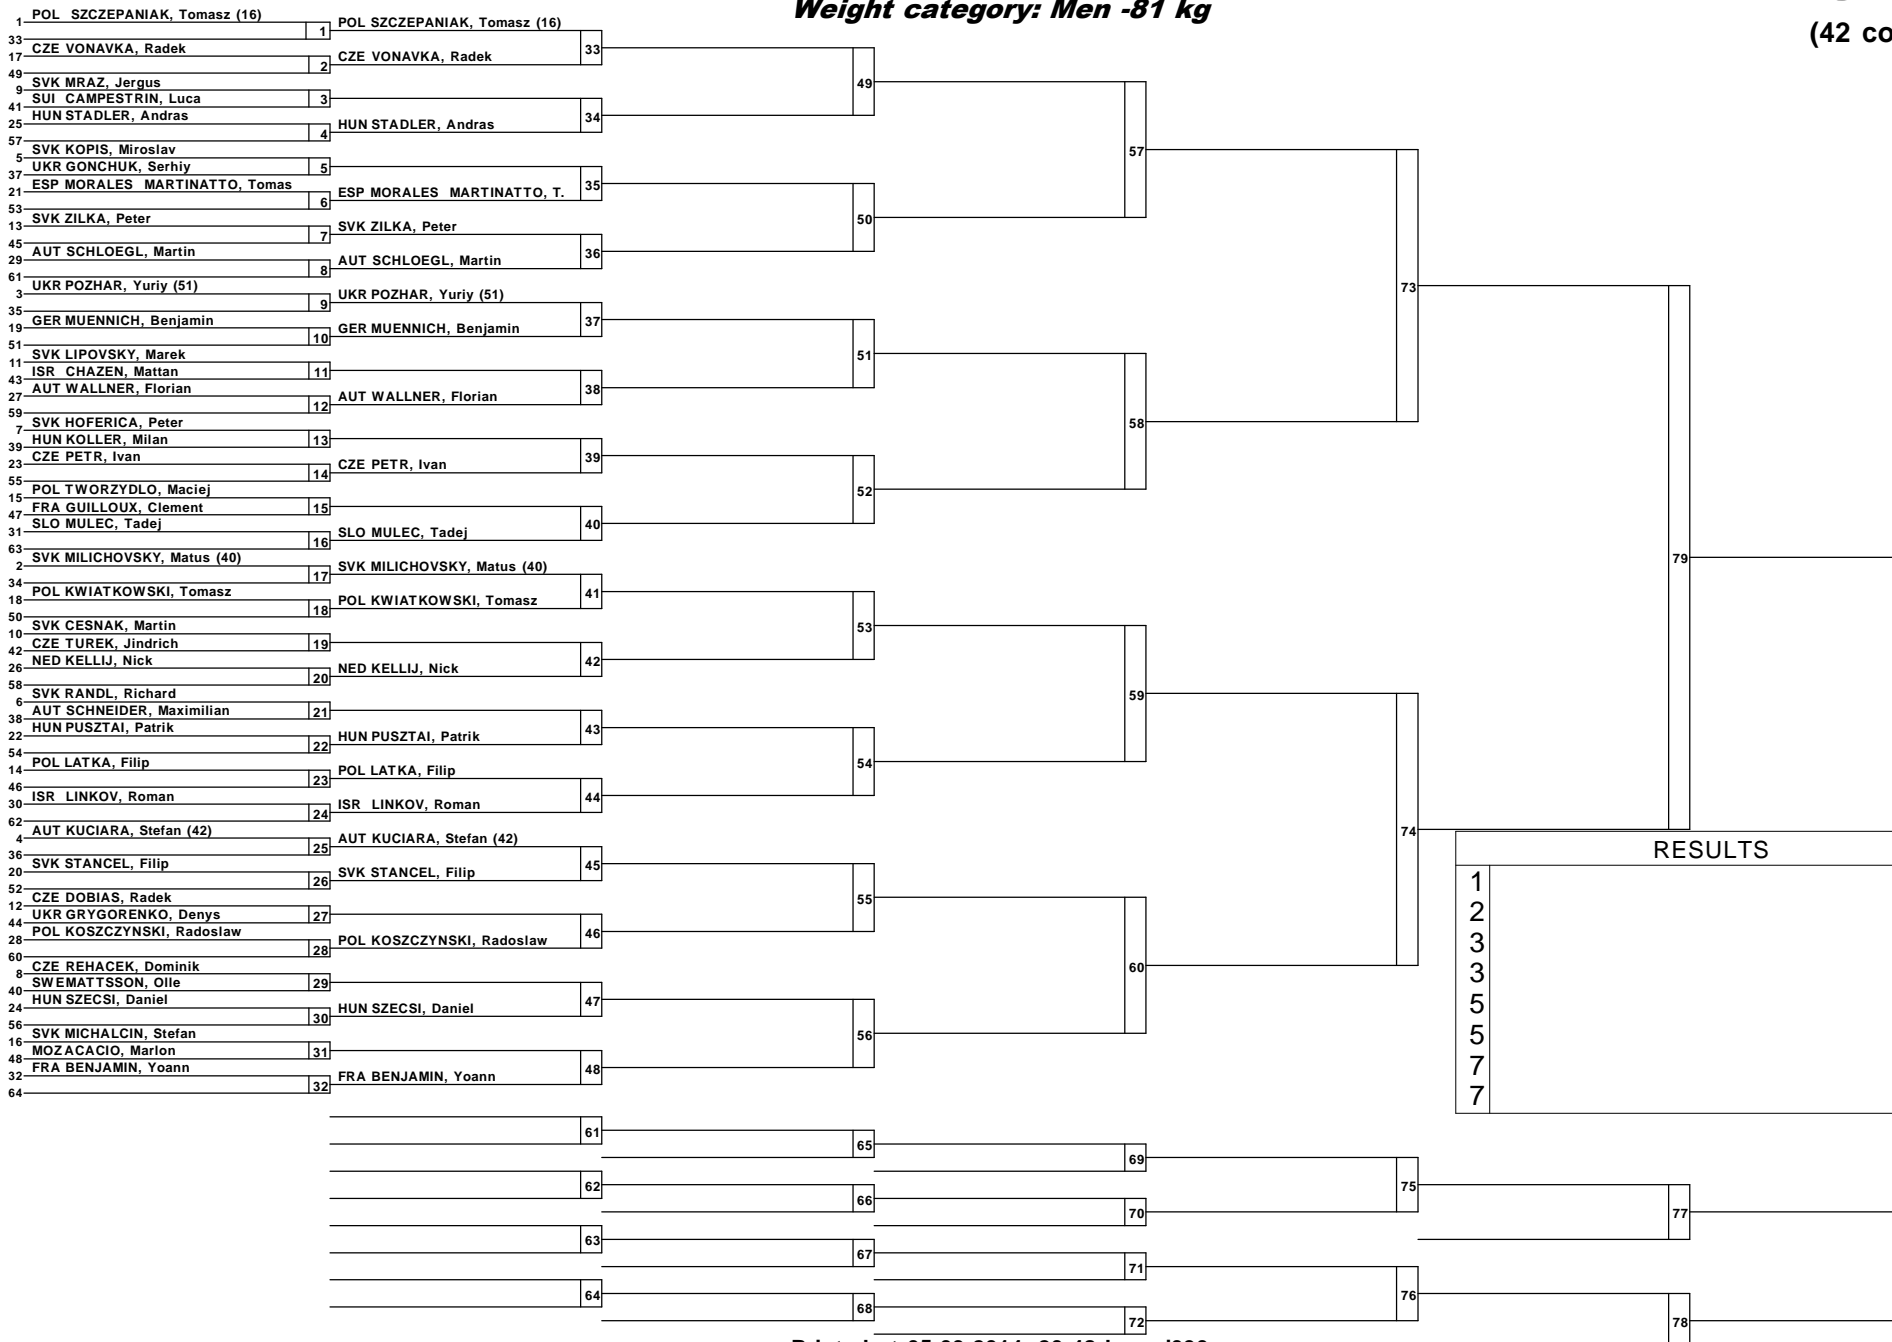 Weight category: Men -81 kg
(42 co
1 POL SZCZEPANIAK, Tomasz (16)
33
1
17 CZE VONAVKA, Radek
49
2
9 SVK MRAZ, Jergus
41 SUI CAMPESTRIN, Luca
3
25 HUN STADLER, Andras
57
4
5 SVK KOPIS, Miroslav
37 UKR GONCHUK, Serhiy
5
21 ESP MORALES MARTINATTO, Tomas
53
6
13 SVK ZILKA, Peter
45
7
29 AUT SCHLOEGL, Martin
61
8
3 UKR POZHAR, Yuriy (51)
35
9
19 GER MUENNICH, Benjamin
51
10
11 SVK LIPOVSKY, Marek
43 ISR CHAZEN, Mattan
11
27 AUT WALLNER, Florian
59
12
7 SVK HOFERICA, Peter
39 HUN KOLLER, Milan
13
23 CZE PETR, Ivan
55
14
15 POL TWORZYDLO, Maciej
47 FRA GUILLOUX, Clement
15
31 SLO MULEC, Tadej
63
16
2 SVK MILICHOVSKY, Matus (40)
34
17
18 POL KWIATKOWSKI, Tomasz
50
18
10 SVK CESNAK, Martin
42 CZE TUREK, Jindrich
19
26 NED KELLIJ, Nick
58
20
6 SVK RANDL, Richard
38 AUT SCHNEIDER, Maximilian
21
22 HUN PUSZTAI, Patrik
54
22
14 POL LATKA, Filip
46
23
30 ISR LINKOV, Roman
62
24
4 AUT KUCIARA, Stefan (42)
36
25
20 SVK STANCEL, Filip
52
26
12 CZE DOBIAS, Radek
44 UKR GRYGORENKO, Denys
27
28 POL KOSZCZYNSKI, Radoslaw
60
28
8 CZE REHACEK, Dominik
40 SWE MATTSSON, Olle
29
24 HUN SZECSI, Daniel
56
30
16 SVK MICHALCIN, Stefan
48 MOZ ACACIO, Marlon
31
32 FRA BENJAMIN, Yoann
64
32
POL SZCZEPANIAK, Tomasz (16)
CZE VONAVKA, Radek
33
HUN STADLER, Andras
34
ESP MORALES MARTINATTO, T.
35
SVK ZILKA, Peter
AUT SCHLOEGL, Martin
36
UKR POZHAR, Yuriy (51)
GER MUENNICH, Benjamin
37
AUT WALLNER, Florian
38
CZE PETR, Ivan
39
SLO MULEC, Tadej
40
SVK MILICHOVSKY, Matus (40)
POL KWIATKOWSKI, Tomasz
41
NED KELLIJ, Nick
42
HUN PUSZTAI, Patrik
43
POL LATKA, Filip
ISR LINKOV, Roman
44
AUT KUCIARA, Stefan (42)
SVK STANCEL, Filip
45
POL KOSZCZYNSKI, Radoslaw
46
HUN SZECSI, Daniel
47
FRA BENJAMIN, Yoann
48
49
50
51
52
53
54
55
56
57
58
59
60
73
74
79
RESULTS
1
2
3
3
5
5
7
7
61
62
63
64
65
66
67
68
69
70
71
72
75
76
77
78